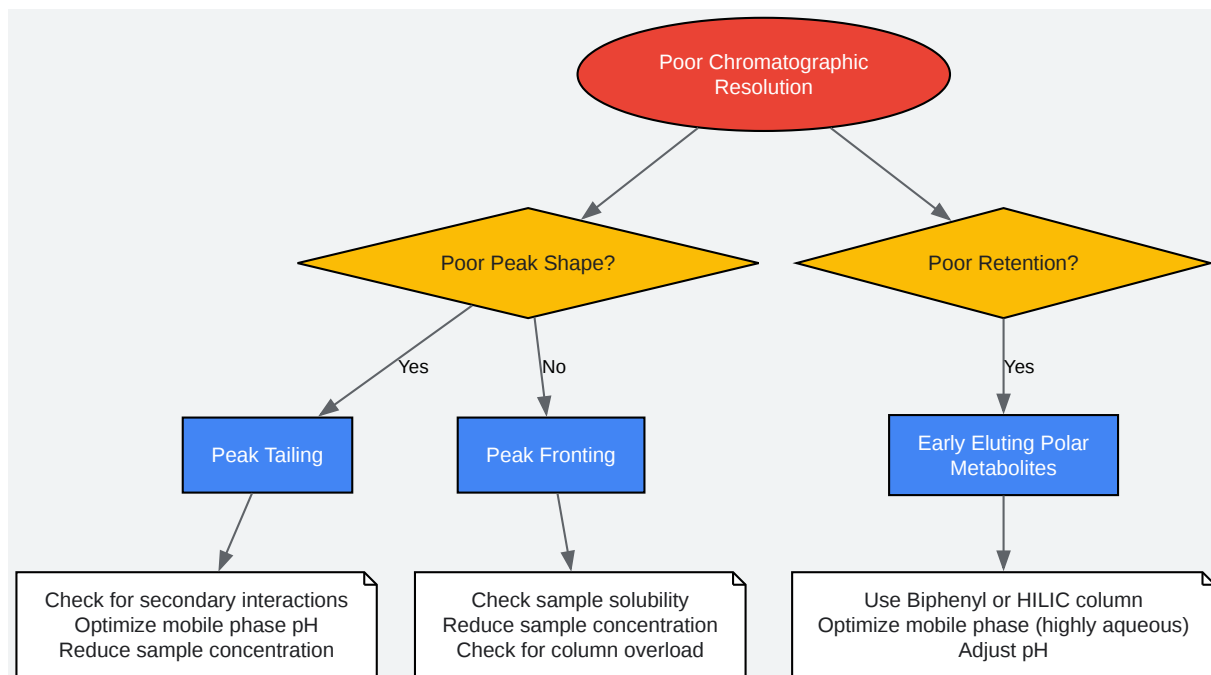 Poor Chromatographic
Resolution
Poor Peak Shape?
Poor Retention?
Yes
No
Yes
Peak Tailing
Peak Fronting
Early Eluting Polar
Metabolites
Check for secondary interactions
Optimize mobile phase pH
Reduce sample concentration
Check sample solubility
Reduce sample concentration
Check for column overload
Use Biphenyl or HILIC column
Optimize mobile phase (highly aqueous)
Adjust pH